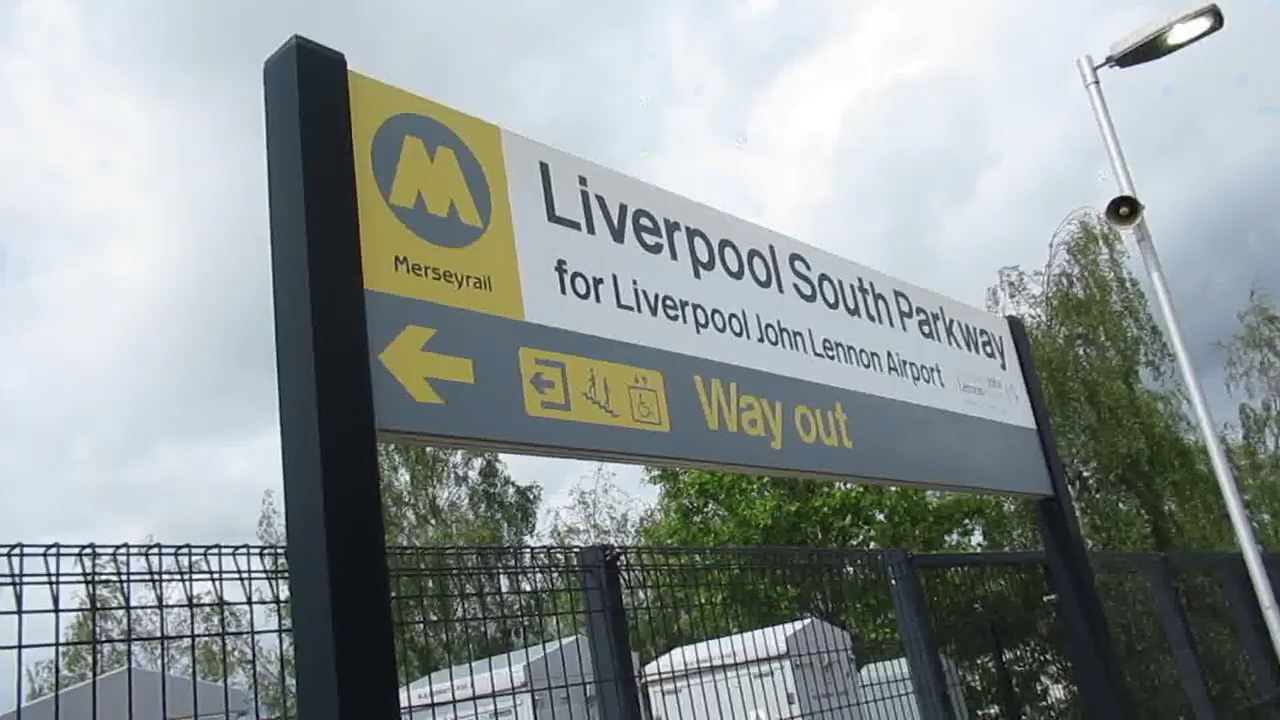 M
Merseyrail
Liverpool South Parkway
for Liverpool John Lennon Airport
Way out